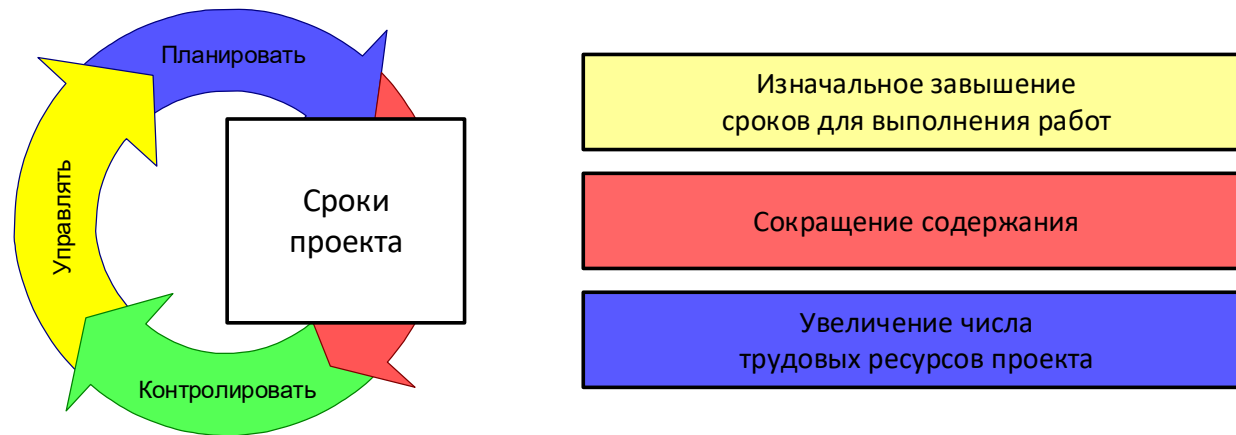 Планировать
Управлять
Контролировать
Сроки
проекта
Изначальное завышение
сроков для выполнения работ
Сокращение содержания
Увеличение числа
трудовых ресурсов проекта